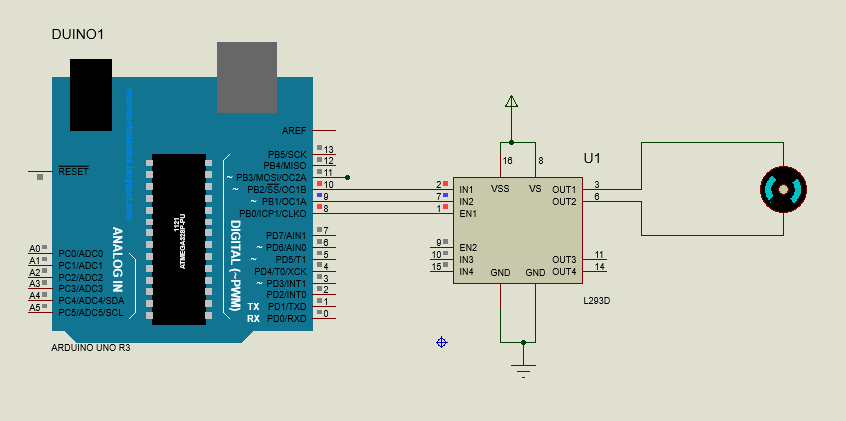 DUINO1
AREF
RESET
PB5/SCK 13
PB4/MISO 12
~ PB3/MOSI/OC2A 11
~ PB2/SS/OC1B 10
~ PB1/OC1A 9
PB0/ICP1/CLKO 8
1121
ATMEGA328P-PU
ANALOG IN
DIGITAL (~PWM)
PD7/AIN1 7
~ PD6/AIN0 6
~ PD5/T1 5
PD4/T0/XCK 4
~ PD3/INT1 3
PD2/INT0 2
TX PD1/TXD 1
RX PD0/RXD 0
A0 PC0/ADC0
A1 PC1/ADC1
A2 PC2/ADC2
A3 PC3/ADC3
A4 PC4/ADC4/SDA
A5 PC5/ADC5/SCL
ARDUINO UNO R3
U1
16 8
VSS VS
2 IN1 OUT1 3
7 IN2 OUT2 6
1 EN1
9 EN2
10 IN3 OUT3 11
15 IN4 OUT4 14
GND GND
L293D